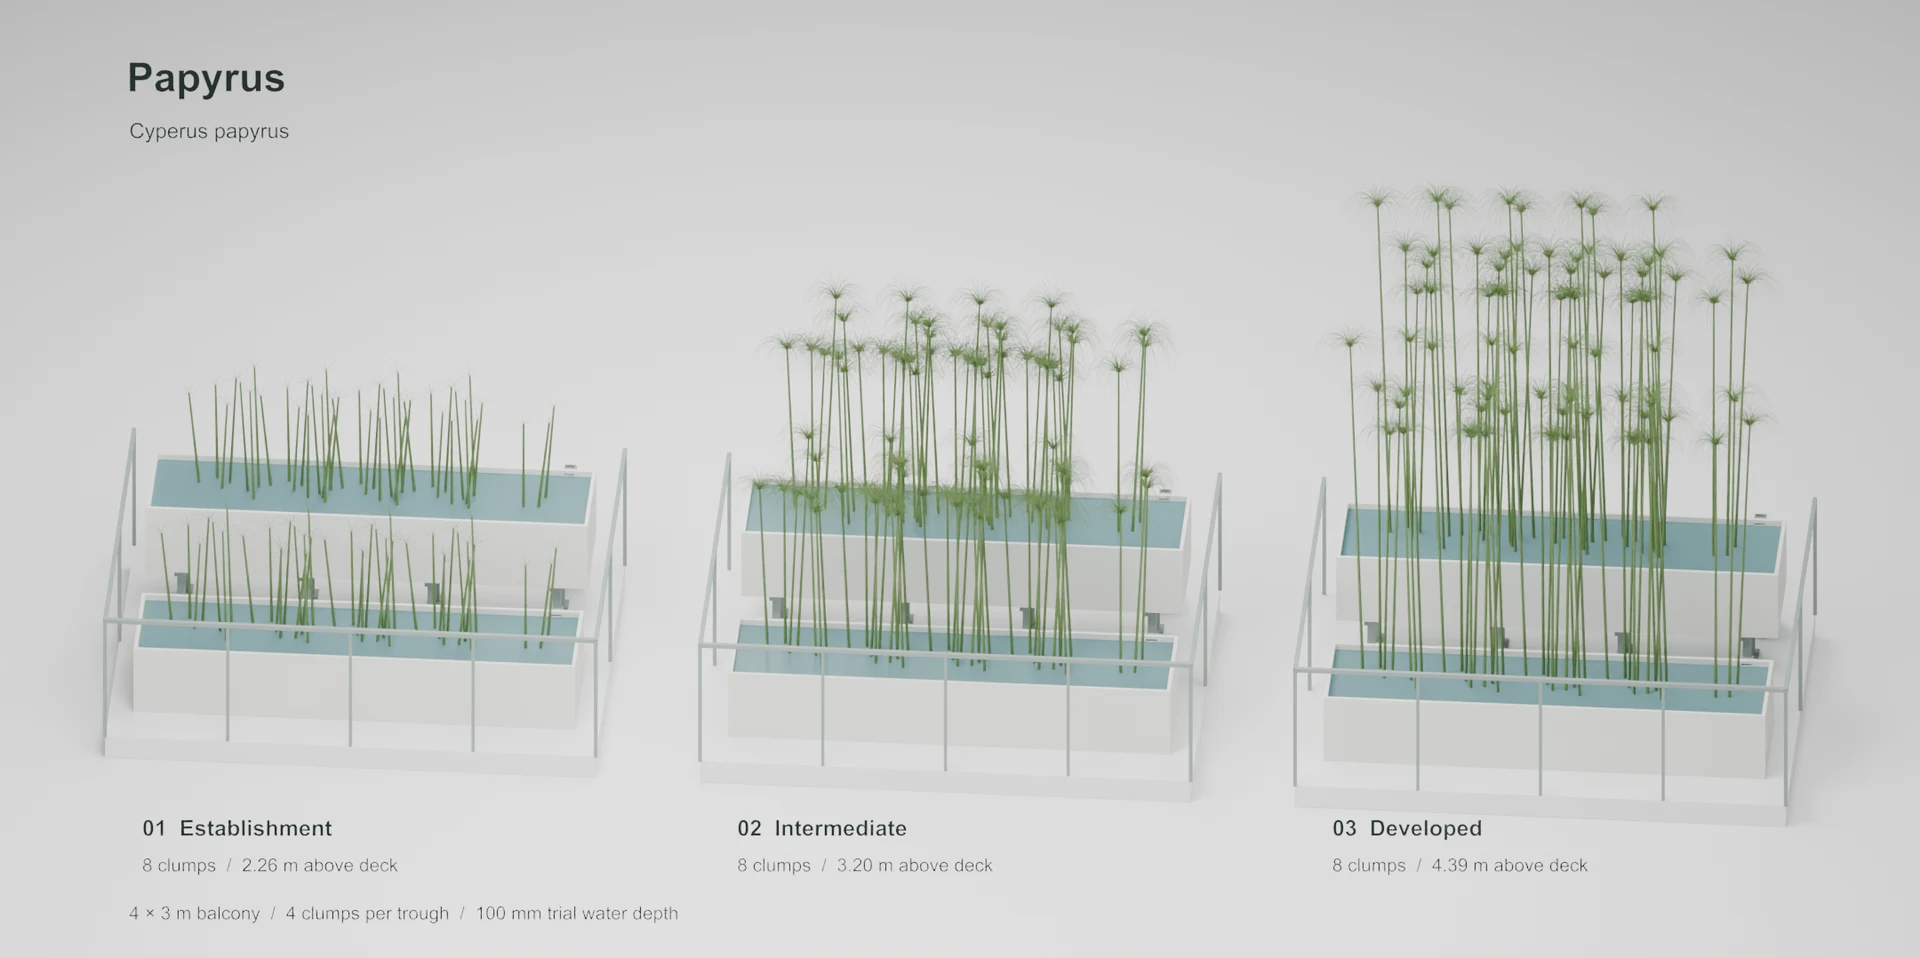 Papyrus
Cyperus papyrus
01 Establishment
8 clumps / 2.26 m above deck
02 Intermediate
8 clumps / 3.20 m above deck
03 Developed
8 clumps / 4.39 m above deck
4 × 3 m balcony / 4 clumps per trough / 100 mm trial water depth